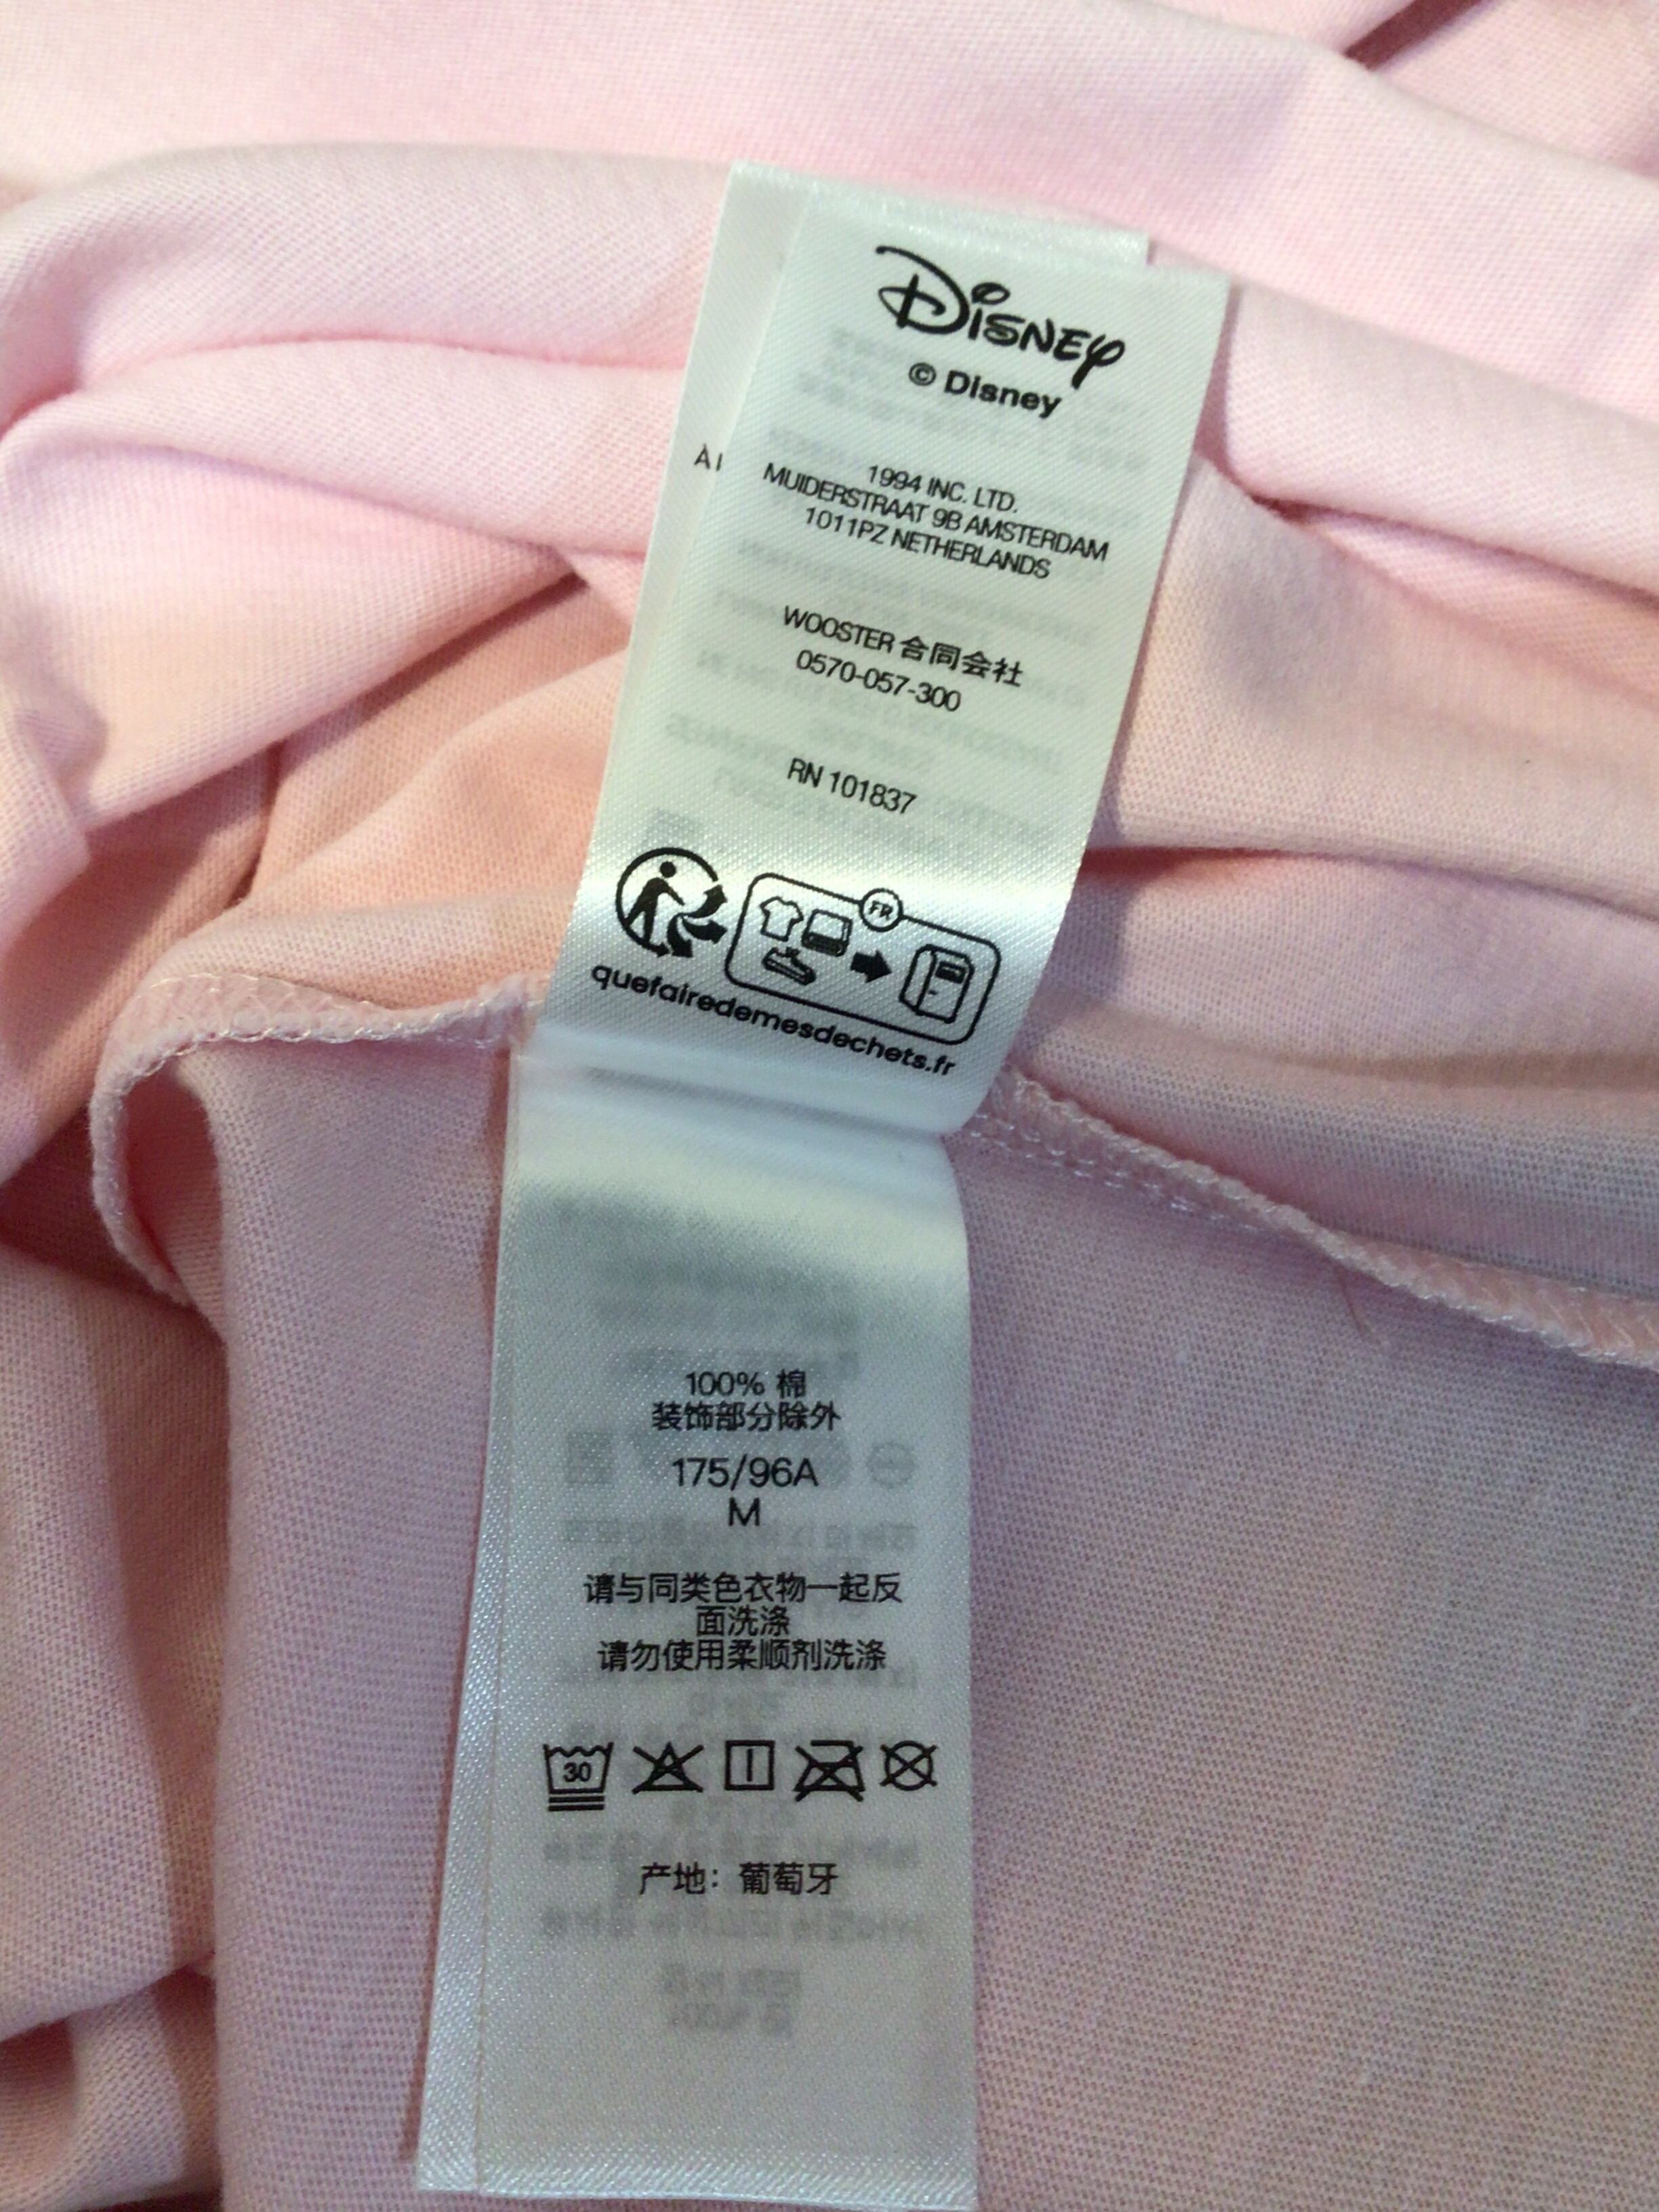 Disney
© Disney
1994 INC. LTD.
MUIDERSTRAAT 9B AMSTERDAM
1011PZ NETHERLANDS
WOOSTER 合同会社
0570-057-300
RN 101837
FR
quefairedemesdechets.fr
100% 棉
装饰部分除外
175/96A
M
请与同类色衣物一起反
面洗涤
请勿使用柔顺剂洗涤
30
产地：葡萄牙